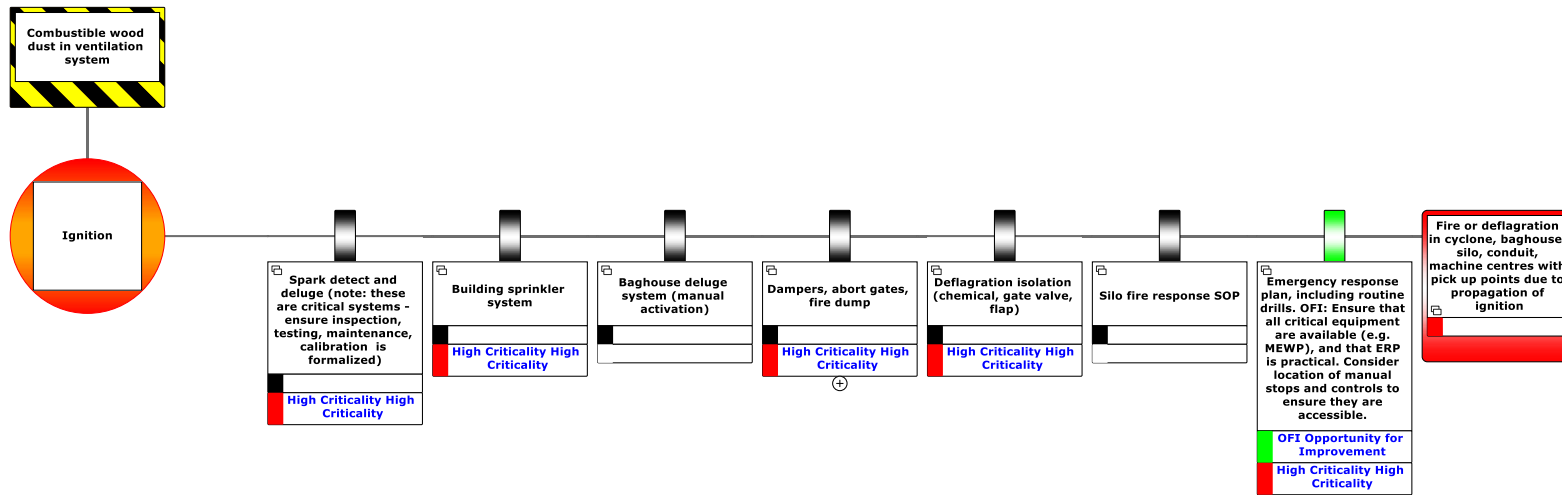 Combustible wood
dust in ventilation
system
Ignition
Spark detect and
deluge (note: these
are critical systems -
ensure inspection,
testing, maintenance,
calibration is
formalized)
High Criticality High
Criticality
Building sprinkler
system
High Criticality High
Criticality
Baghouse deluge
system (manual
activation)
Dampers, abort gates,
fire dump
High Criticality High
Criticality
Deflagration isolation
(chemical, gate valve,
flap)
High Criticality High
Criticality
Silo fire response SOP
Emergency response
plan, including routine
drills. OFI: Ensure that
all critical equipment
are available (e.g.
MEWP), and that ERP
is practical. Consider
location of manual
stops and controls to
ensure they are
accessible.
OFI Opportunity for
Improvement
High Criticality High
Criticality
Fire or deflagration
in cyclone, baghouse,
silo, conduit,
machine centres with
pick up points due to
propagation of
ignition